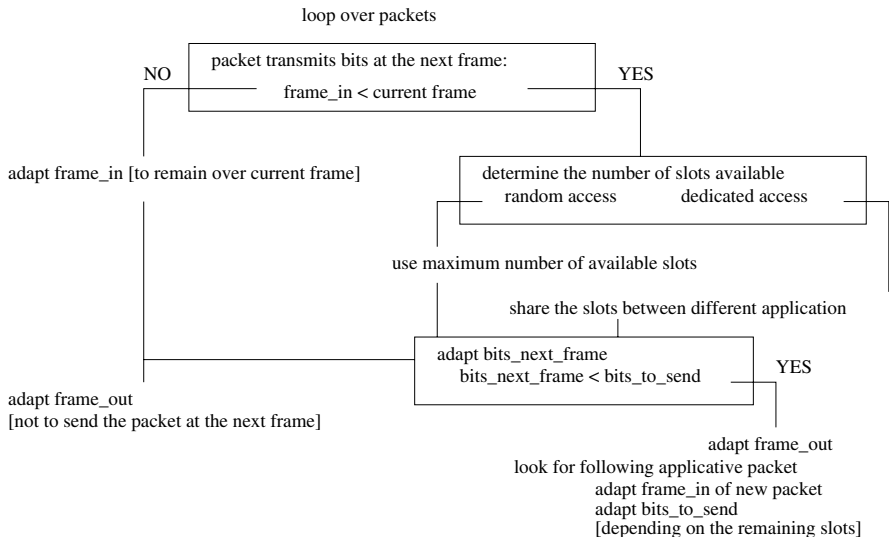 loop over packets
packet transmits bits at the next frame:
NO
YES
frame_in < current frame
adapt frame_in [to remain over current frame]
determine the number of slots available
random access
dedicated access
use maximum number of available slots
share the slots between different application
adapt bits_next_frame
bits_next_frame < bits_to_send
YES
adapt frame_out
[not to send the packet at the next frame]
adapt frame_out
look for following applicative packet
adapt frame_in of new packet
adapt bits_to_send
[depending on the remaining slots]